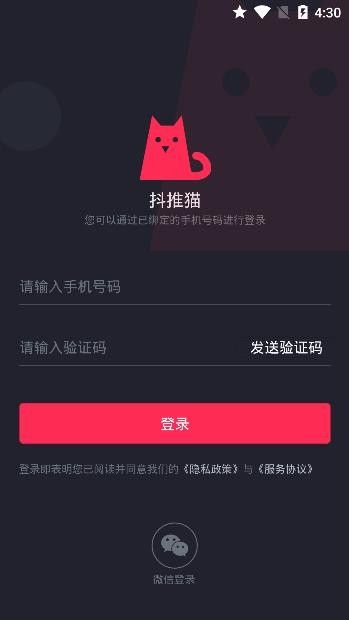 4:30
抖推猫
您可以通过已绑定的手机号码进行登录
请输入手机号码
请输入验证码 发送验证码
登录
登录即表明您已阅读并同意我们的《隐私政策》与《服务协议》
微信登录